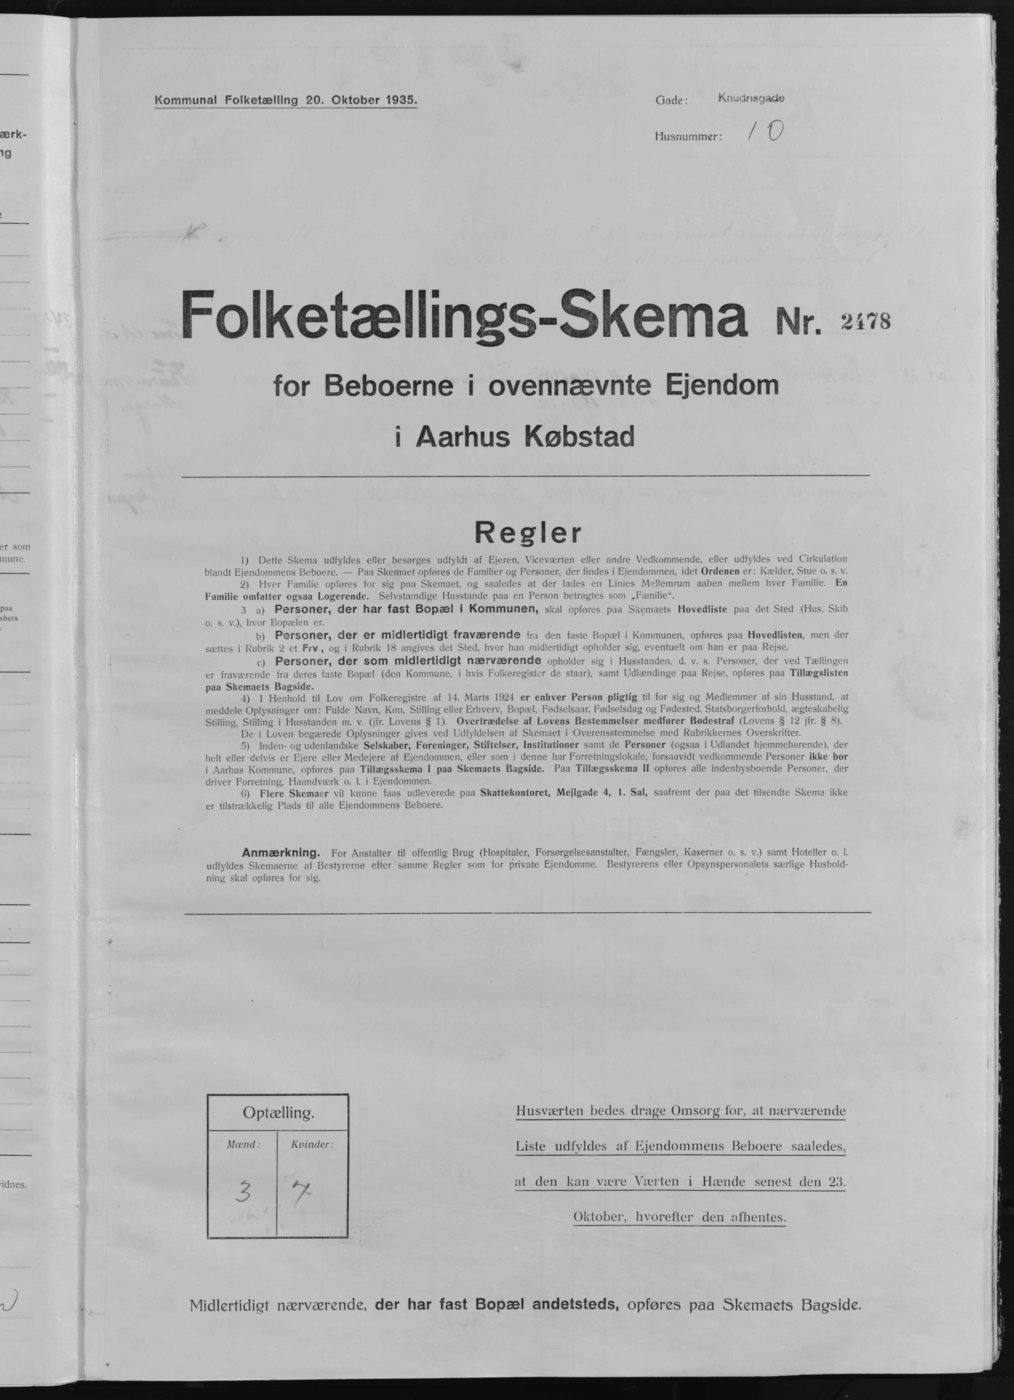 Kommunal Folketælling 20. Oktober 1935.
Gade: Knudrisgade
Husnummer: 10
Folketællings-Skema Nr. 2478
for Beboerne i ovennævnte Ejendom
i Aarhus Købstad
Regler
1) Dette Skema udfyldes eller besørges udfyldt af Ejeren, Viceværten eller andre Vedkommende, eller udfyldes ved Cirkulation
blandt Ejendommens Beboere. — Paa Skemaet opføres de Familier og Personer, der findes i Ejendommen, idet Ordenen er: Kælder, Stue o. s. v.
2) Hver Familie opføres for sig paa Skemaet, og saaledes at der lades en Linies Mellemrum aaben mellem hver Familie. En
Familie omfatter ogsaa Logerende. Selvstændige Husstande paa en Person betragtes som „Familie".
3 a) Personer, der har fast Bopæl i Kommunen, skal opføres paa Skemaets Hovedliste paa det Sted (Hus, Skib
o. s. v.), hvor Bopælen er.
b) Personer, der er midlertidigt fraværende fra den faste Bopæl i Kommunen, opføres paa Hovedlisten, men der
sættes i Rubrik 2 et Frv., og i Rubrik 18 angives det Sted, hvor han midlertidigt opholder sig, eventuelt om han er paa Rejse.
c) Personer, der som midlertidigt nærværende opholder sig i Husstanden, d. v. s. Personer, der ved Tællingen
er fraværende fra deres faste Bopæl (den Kommune, i hvis Folkeregister de staar), samt Udlændinge paa Rejse, opføres paa Tillægslisten
paa Skemaets Bagside.
4) I Henhold til Lov om Folkeregistre af 14. Marts 1924 er enhver Person pligtig til for sig og Medlemmer af sin Husstand, at
meddele Oplysninger om: Fulde Navn, Køn, Stilling eller Erhverv, Bopæl, Fødselsaar, Fødselsdag og Fødested, Statsborgerforhold, ægteskabelig
Stilling, Stilling i Husstanden m. v. (jfr. Lovens § 1). Overtrædelse af Lovens Bestemmelser medfører Bødestraf (Lovens § 12 jfr. § 8).
De i Loven begærede Oplysninger gives ved Udfyldelsen af Skemaet i Overensstemmelse med Rubrikkernes Overskrifter.
5) Inden- og udenlandske Selskaber, Foreninger, Stiftelser, Institutioner samt de Personer (ogsaa i Udlandet hjemmehørende), der
helt eller delvis er Ejere eller Medejere af Ejendommen, eller som i denne har Forretningslokale, forsaavidt vedkommende Personer ikke bor
i Aarhus Kommune, opføres paa Tillægsskema I paa Skemaets Bagside. Paa Tillægsskema II opføres alle indenbysboende Personer, der
driver Forretning, Haandværk o. l. i Ejendommen.
6) Flere Skemaer vil kunne faas udleverede paa Skattekontoret, Mejlgade 4, 1. Sal, saafremt der paa det tilsendte Skema ikke
er tilstrækkelig Plads til alle Ejendommens Beboere.
Anmærkning. For Anstalter til offentlig Brug (Hospitaler, Forsørgelsesanstalter, Fængsler, Kaserner o. s. v.) samt Hoteller o. l.
udfyldes Skemaerne af Bestyrerne efter samme Regler som for private Ejendomme. Bestyrerens eller Opsynspersonalets særlige Hushold-
ning skal opføres for sig.
Optælling.
Mænd: Kvinder:
3 7
Husværten bedes drage Omsorg for, at nærværende
Liste udfyldes af Ejendommens Beboere saaledes,
at den kan være Værten i Hænde senest den 23.
Oktober, hvorefter den afhentes.
Midlertidigt nærværende, der har fast Bopæl andetsteds, opføres paa Skemaets Bagside.